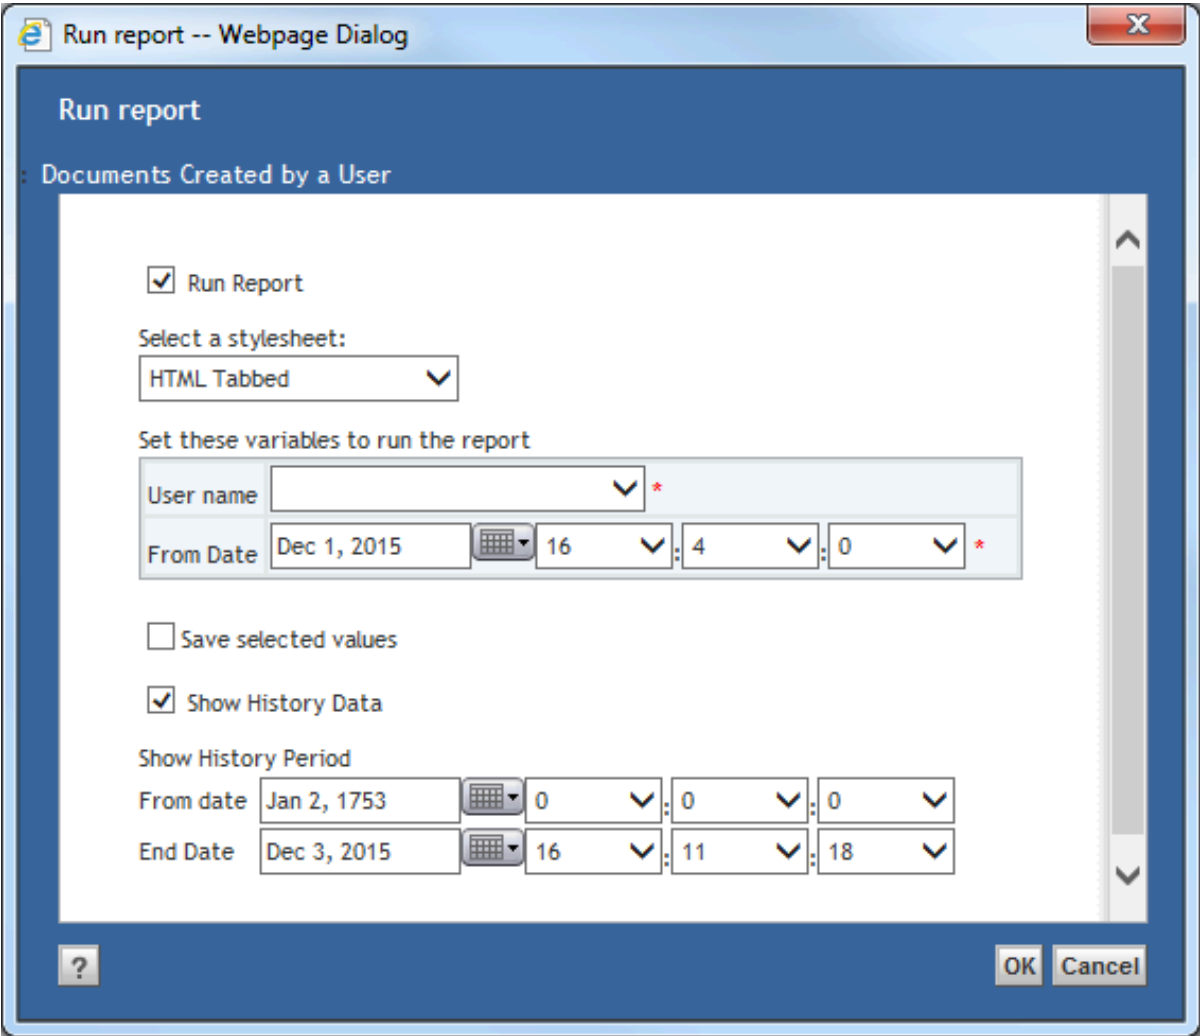 Run report -- Webpage Dialog
Run report
: Documents Created by a User
Run Report
Select a stylesheet:
HTML Tabbed
Set these variables to run the report
User name *
From Date Dec 1, 2015 16 : 4 : 0 *
Save selected values
Show History Data
Show History Period
From date Jan 2, 1753 0 : 0 : 0
End Date Dec 3, 2015 16 : 11 : 18
? OK Cancel